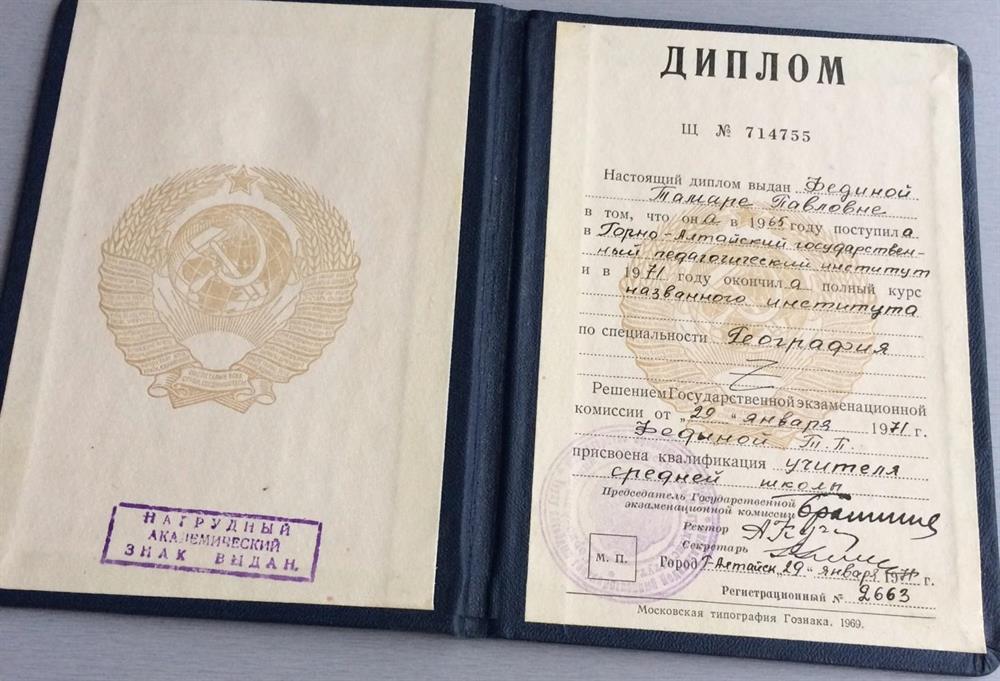 НАГРУДНЫЙ
АКАДЕМИЧЕСКИЙ
ЗНАК ВЫДАН.
ДИПЛОМ
Щ № 714755
Настоящий диплом выдан Фединой
Тамаре Павловне
в том, что она в 1965 году поступила
в Горно-Алтайский государствен-
ный педагогический институт
и в 1971 году окончила полный курс
названного института
по специальности География
Решением Государственной экзаменационной
комиссии от „29“ января 1971 г.
Фединой Т. П.
присвоена квалификация учителя
средней школы
Председатель Государственной
экзаменационной комиссии
Ректор
Секретарь
М. П.
Город Г-Алтайск „29“ января 1971 г.
Регистрационный № 2663
Московская типография Гознака. 1969.